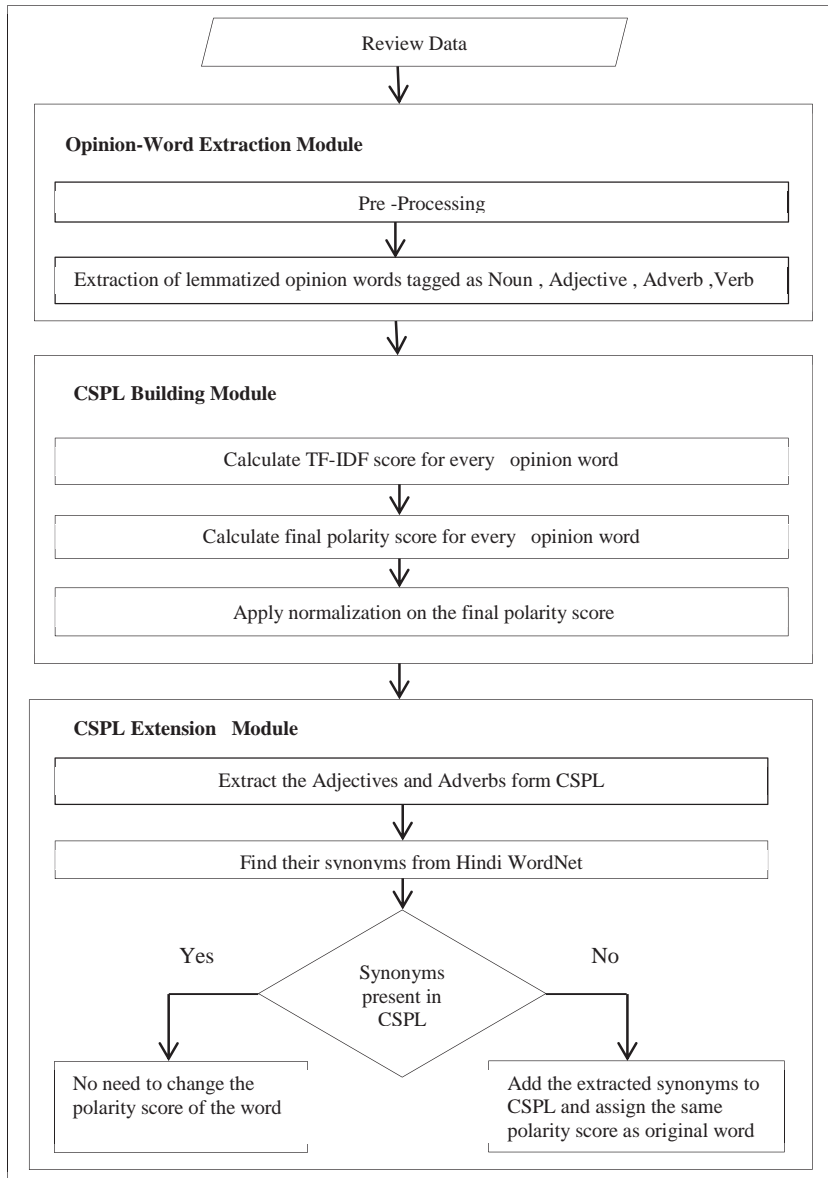 Review Data
Opinion-Word Extraction Module
Pre -Processing
Extraction of lemmatized opinion words tagged as Noun , Adjective , Adverb ,Verb
CSPL Building Module
Calculate TF-IDF score for every opinion word
Calculate final polarity score for every opinion word
Apply normalization on the final polarity score
CSPL Extension Module
Extract the Adjectives and Adverbs form CSPL
Find their synonyms from Hindi WordNet
Yes
No
Synonyms
present in
CSPL
No need to change the
polarity score of the word
Add the extracted synonyms to
CSPL and assign the same
polarity score as original word